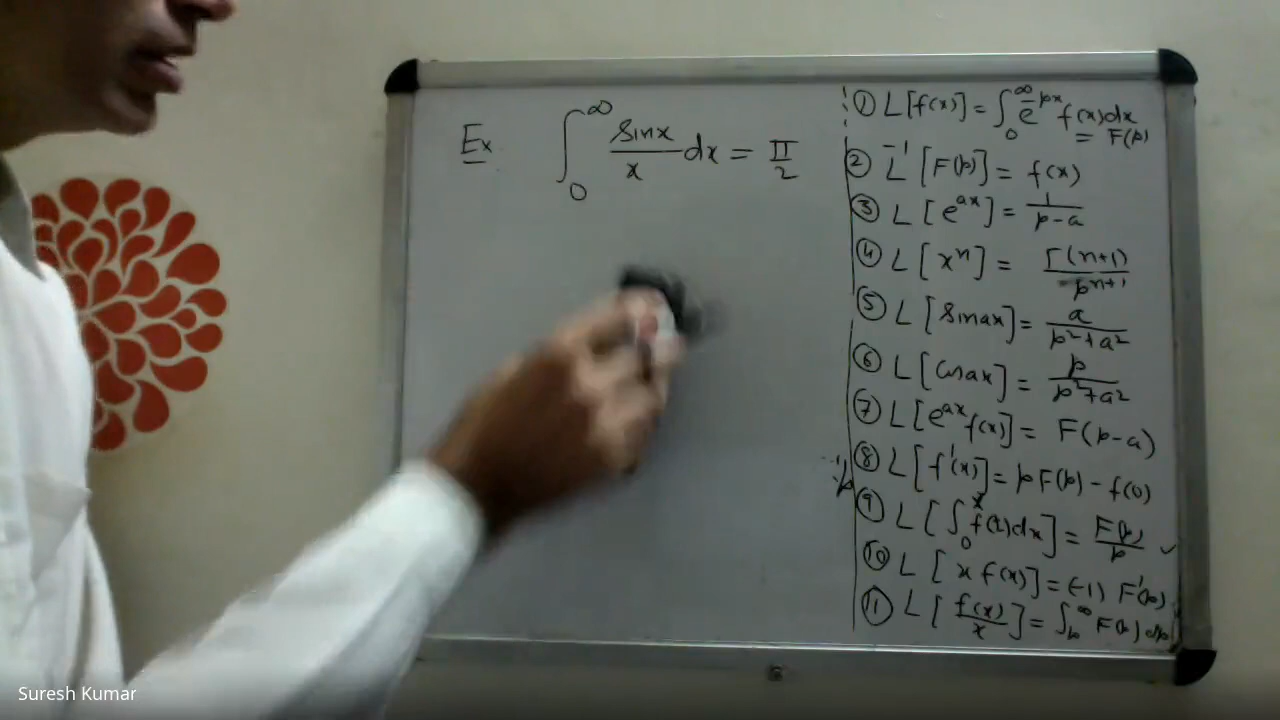 Ex ∫₀^∞ sinx/x dx = π/2
① L[f(x)] = ∫₀^∞ e^-px f(x)dx
= F(p)
② L⁻¹[F(p)] = f(x)
③ L[e^ax] = 1/(p-a)
④ L[x^n] = Γ(n+1)/p^n+1
⑤ L[sinax] = a/(p²+a²)
⑥ L[cosax] = p/(p²+a²)
⑦ L[e^ax f(x)] = F(p-a)
⑧ L[f'(x)] = pF(p) - f(0)
⑨ L[∫₀^x f(x)dx] = F(p)/p ✓
⑩ L[x f(x)] = (-1) F'(p)
⑪ L[f(x)/x] = ∫_p^∞ F(p) dp
Suresh Kumar